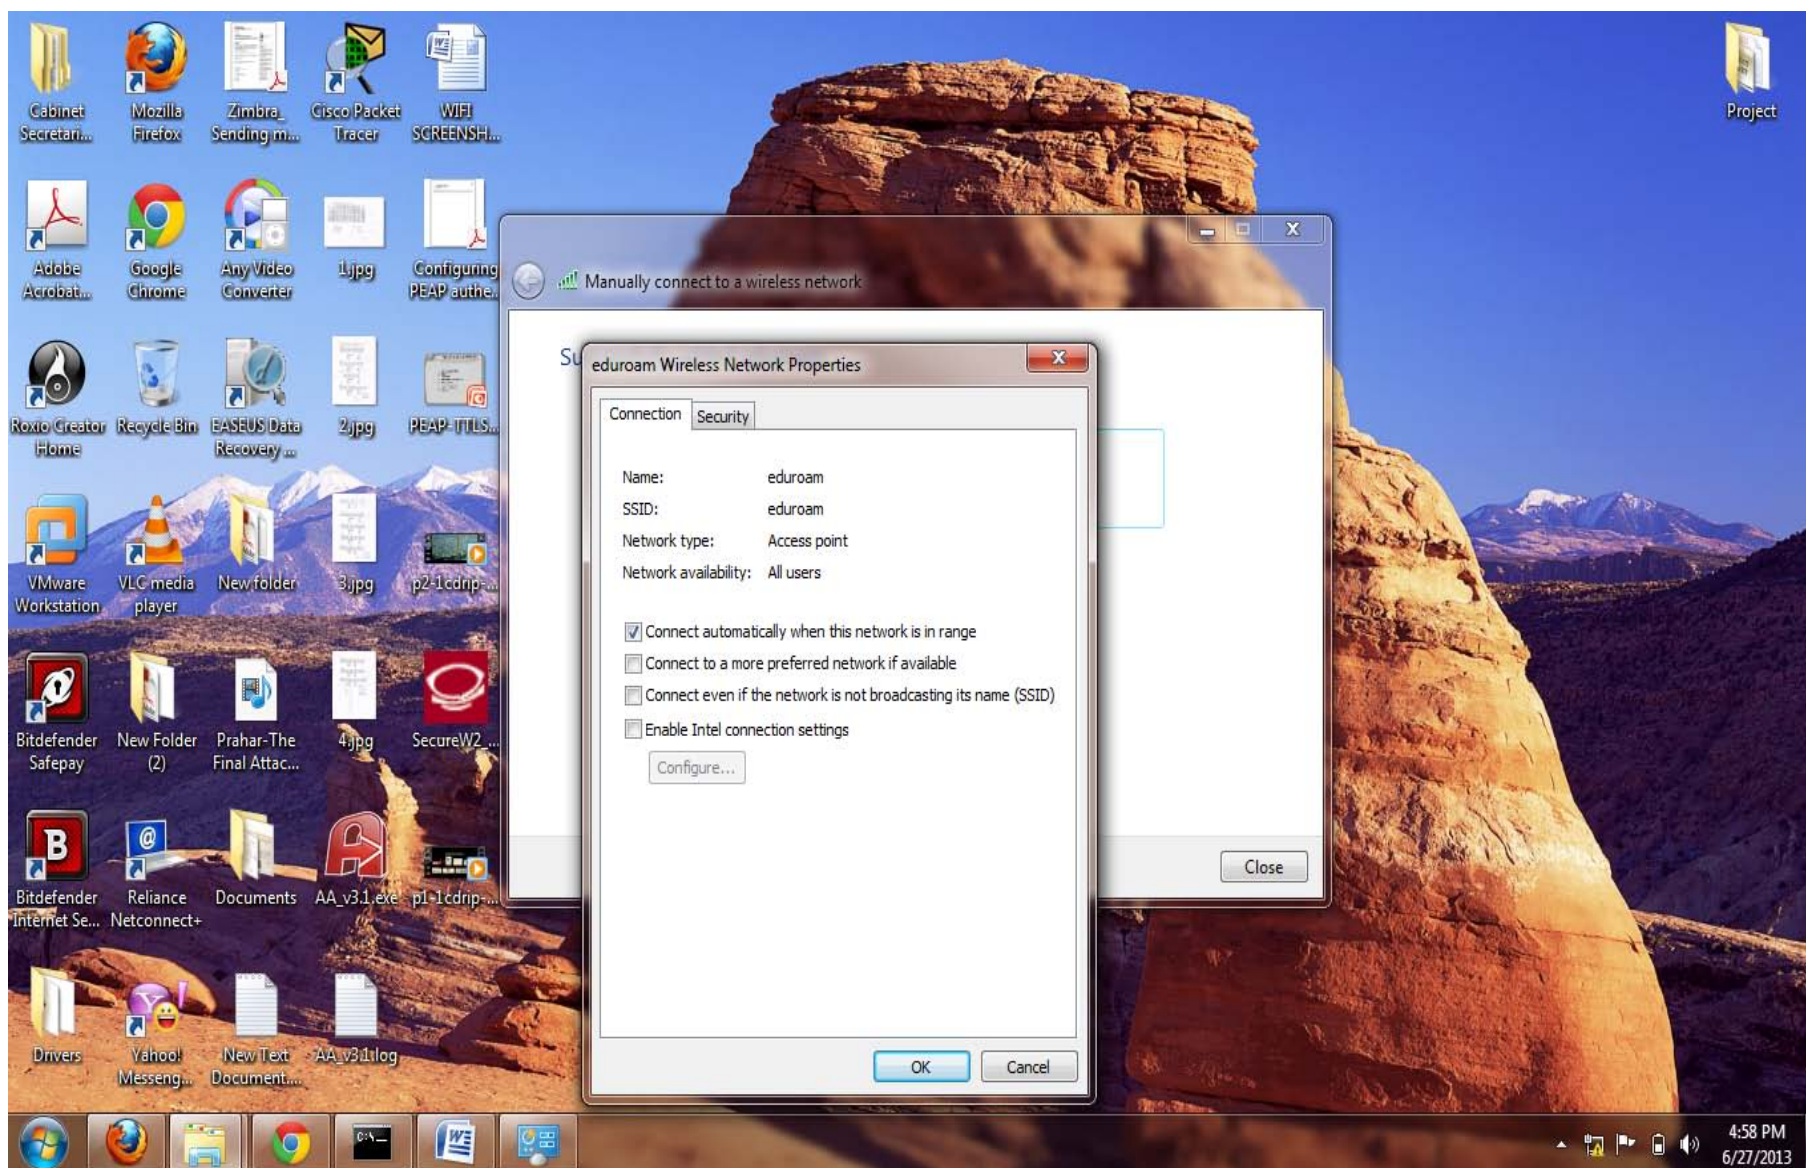 Cabinet
Secretari...
Mozilla
Firefox
Zimbra_
Sending m...
Cisco Packet
Tracer
WIFI
SCREENSH...
Project
Adobe
Acrobat...
Google
Chrome
Any Video
Converter
1.jpg
Configuring
PEAP authe...
Roxio Creator
Home
Recycle Bin
EASEUS Data
Recovery ...
2.jpg
PEAP-TTLS...
VMware
Workstation
VLC media
player
New folder
3.jpg
p2-1cdrip-...
Bitdefender
Safepay
New Folder
(2)
Prahar-The
Final Attac...
4.jpg
SecureW2_...
Bitdefender
Internet Se...
Reliance
Netconnect+
Documents
AA_v3.1.exe
p1-1cdrip-...
Drivers
Yahoo!
Messeng...
New Text
Document....
AA_v3.1.log
Manually connect to a wireless network
Su
eduroam Wireless Network Properties
Connection
Security
Name: eduroam
SSID: eduroam
Network type: Access point
Network availability: All users
Connect automatically when this network is in range
Connect to a more preferred network if available
Connect even if the network is not broadcasting its name (SSID)
Enable Intel connection settings
Configure...
OK
Cancel
Close
C:\_
4:58 PM
6/27/2013